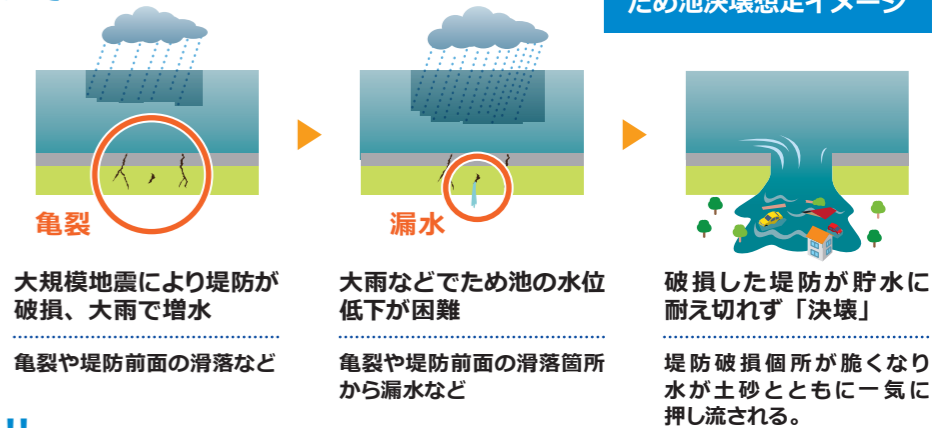 ため池決壊想定イメージ
亀裂
大規模地震により堤防が
破損、大雨で増水
亀裂や堤防前面の滑落など
漏水
大雨などでため池の水位
低下が困難
亀裂や堤防前面の滑落箇所
から漏水など
破損した堤防が貯水に
耐え切れず「決壊」
堤防破損個所が脆くなり
水が土砂とともに一気に
押し流される。